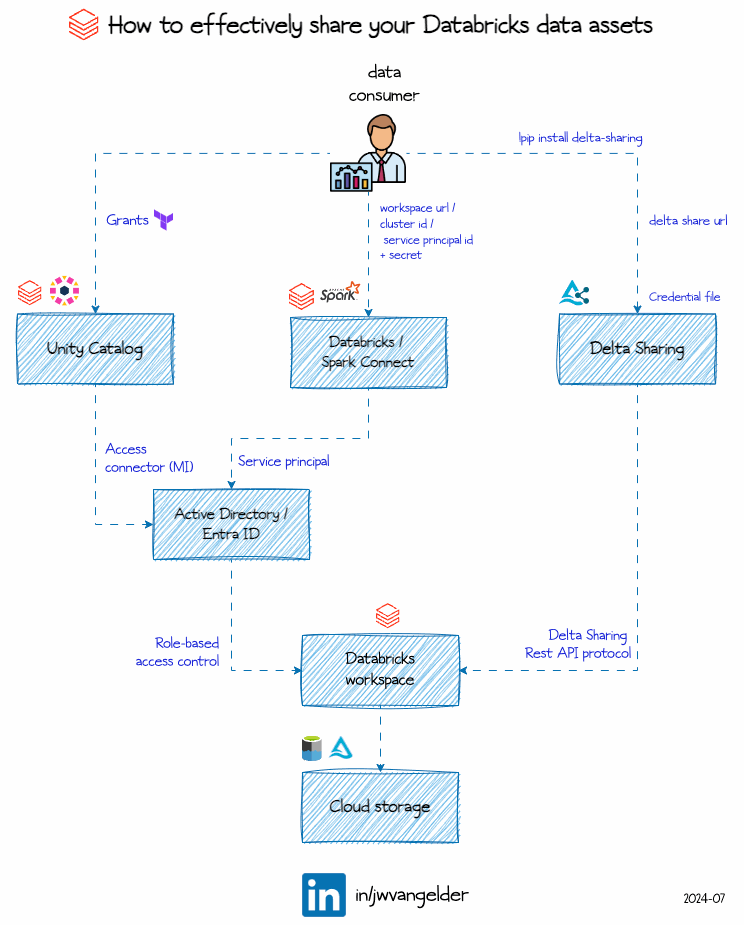 How to effectively share your Databricks data assets
data
consumer
!pip install delta-sharing
Grants
workspace url /
cluster id /
service principal id
+ secret
delta share url
Credential file
APACHE
Spark
Unity Catalog
Databricks /
Spark Connect
Delta Sharing
Access
connector (MI)
Service principal
Active Directory /
Entra ID
Role-based
access control
Delta Sharing
Rest API protocol
Databricks
workspace
Cloud storage
in
in/jwvangelder
2024-07